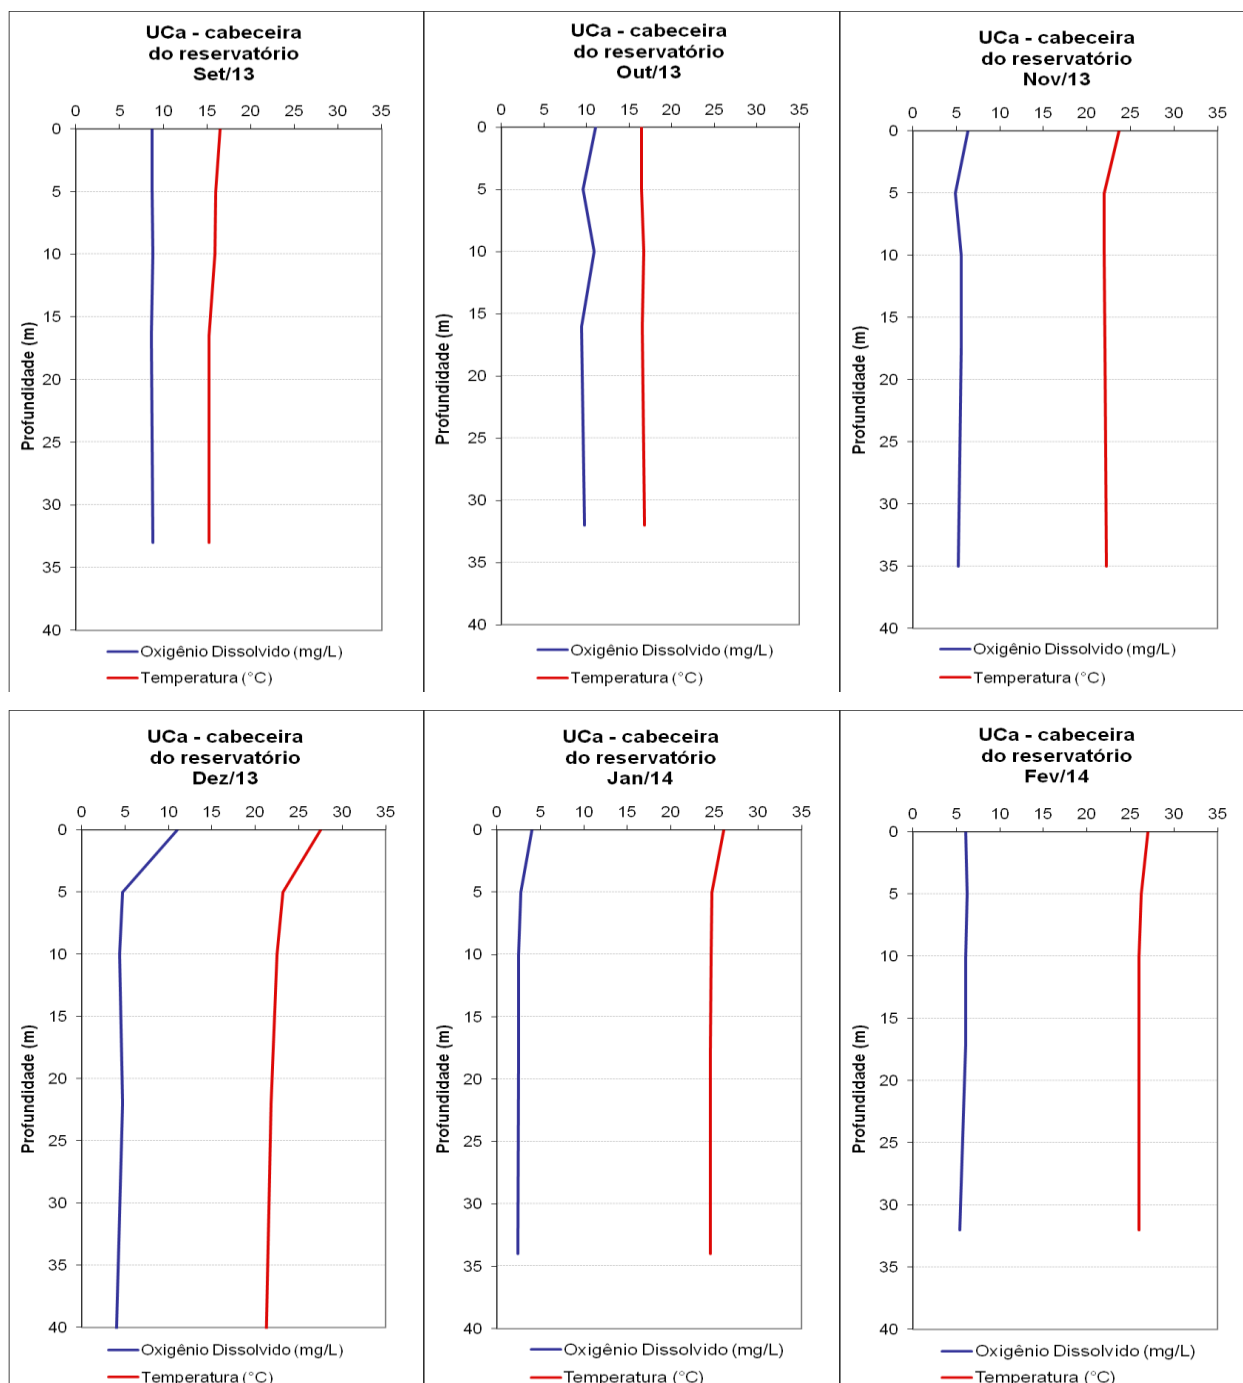 UCa - cabeceira
do reservatório
Set/13
0 5 10 15 20 25 30 35
0
5
10
15
20
25
30
35
40
Profundidade (m)
Oxigênio Dissolvido (mg/L)
Temperatura (°C)
UCa - cabeceira
do reservatório
Out/13
0 5 10 15 20 25 30 35
0
5
10
15
20
25
30
35
40
Profundidade (m)
Oxigênio Dissolvido (mg/L)
Temperatura (°C)
UCa - cabeceira
do reservatório
Nov/13
0 5 10 15 20 25 30 35
0
5
10
15
20
25
30
35
40
Profundidade (m)
Oxigênio Dissolvido (mg/L)
Temperatura (°C)
UCa - cabeceira
do reservatório
Dez/13
0 5 10 15 20 25 30 35
0
5
10
15
20
25
30
35
40
Profundidade (m)
Oxigênio Dissolvido (mg/L)
Temperatura (°C)
UCa - cabeceira
do reservatório
Jan/14
0 5 10 15 20 25 30 35
0
5
10
15
20
25
30
35
40
Profundidade (m)
Oxigênio Dissolvido (mg/L)
Temperatura (°C)
UCa - cabeceira
do reservatório
Fev/14
0 5 10 15 20 25 30 35
0
5
10
15
20
25
30
35
40
Profundidade (m)
Oxigênio Dissolvido (mg/L)
Temperatura (°C)